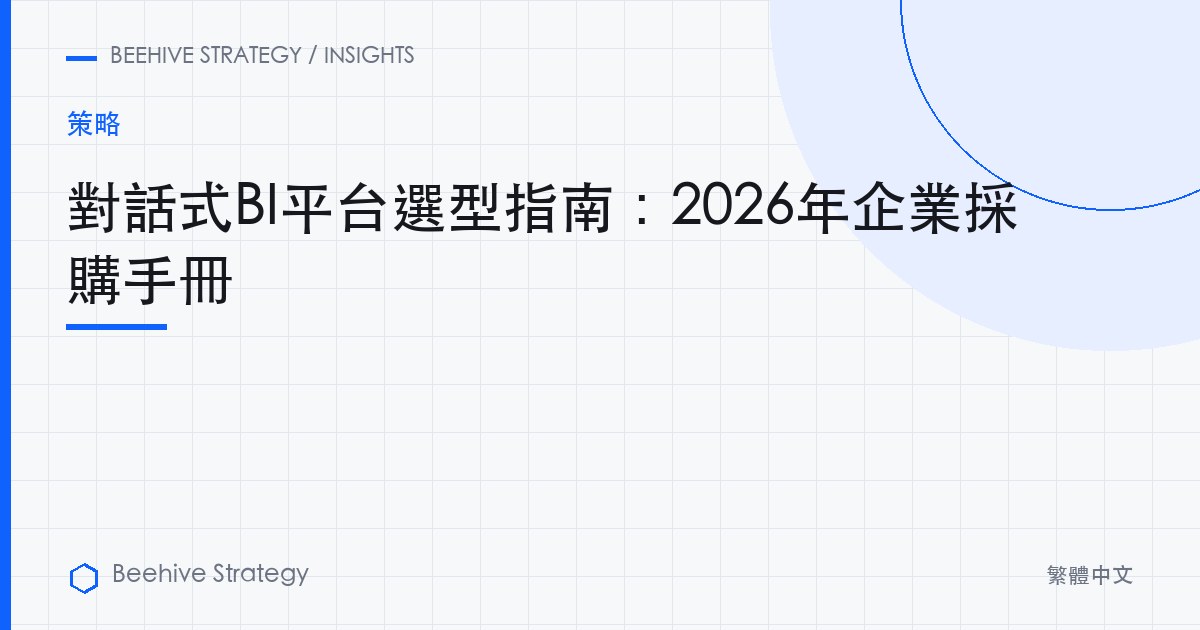 BEEHIVE STRATEGY / INSIGHTS
策略
對話式BI平台選型指南：2026年企業採
購手冊
Beehive Strategy
繁體中文